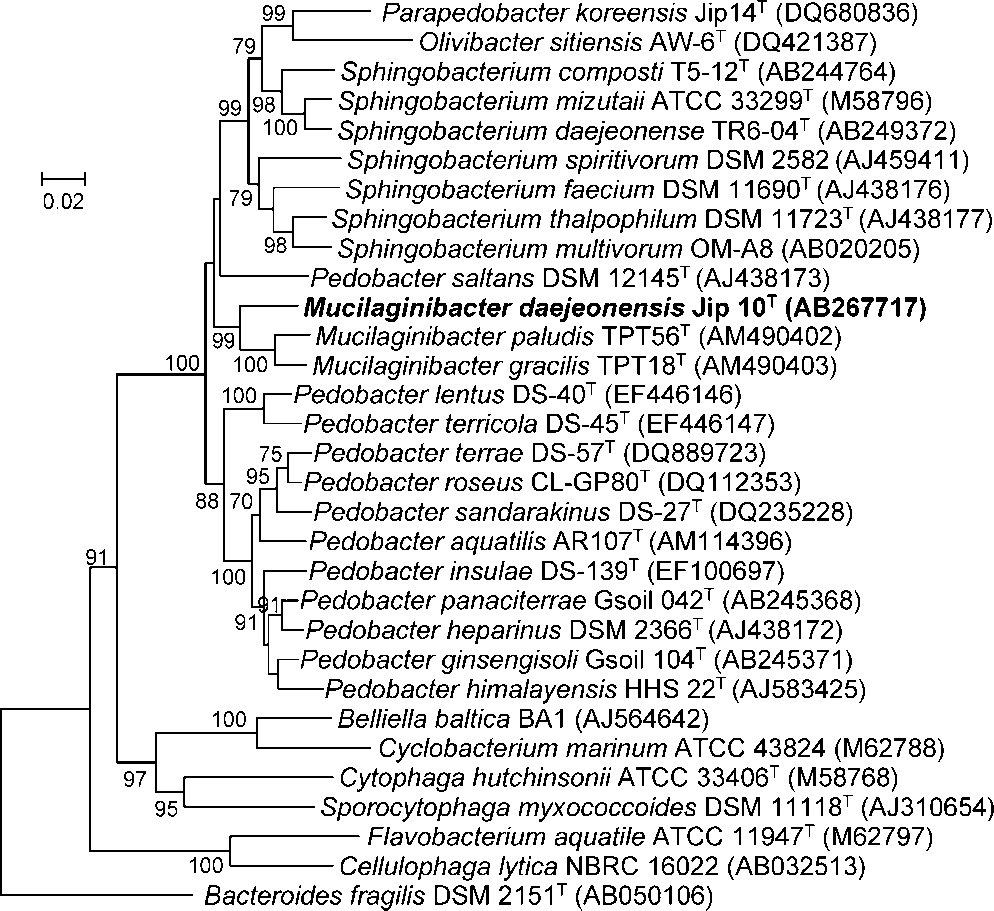 99
Parapedobacter koreensis Jip14T (DQ680836)
79
Olivibacter sitiensis AW-6T (DQ421387)
Sphingobacterium composti T5-12T (AB244764)
99
98
Sphingobacterium mizutaii ATCC 33299T (M58796)
100
Sphingobacterium daejeonense TR6-04T (AB249372)
Sphingobacterium spiritivorum DSM 2582 (AJ459411)
0.02
79
Sphingobacterium faecium DSM 11690T (AJ438176)
Sphingobacterium thalpophilum DSM 11723T (AJ438177)
98
Sphingobacterium multivorum OM-A8 (AB020205)
Pedobacter saltans DSM 12145T (AJ438173)
Mucilaginibacter daejeonensis Jip 10T (AB267717)
99
Mucilaginibacter paludis TPT56T (AM490402)
100
100
Mucilaginibacter gracilis TPT18T (AM490403)
100
Pedobacter lentus DS-40T (EF446146)
Pedobacter terricola DS-45T (EF446147)
75
Pedobacter terrae DS-57T (DQ889723)
95
Pedobacter roseus CL-GP80T (DQ112353)
88
70
Pedobacter sandarakinus DS-27T (DQ235228)
Pedobacter aquatilis AR107T (AM114396)
91
100
Pedobacter insulae DS-139T (EF100697)
91
Pedobacter panaciterrae Gsoil 042T (AB245368)
91
Pedobacter heparinus DSM 2366T (AJ438172)
Pedobacter ginsengisoli Gsoil 104T (AB245371)
Pedobacter himalayensis HHS 22T (AJ583425)
100
Belliella baltica BA1 (AJ564642)
Cyclobacterium marinum ATCC 43824 (M62788)
97
Cytophaga hutchinsonii ATCC 33406T (M58768)
95
Sporocytophaga myxococcoides DSM 11118T (AJ310654)
Flavobacterium aquatile ATCC 11947T (M62797)
100
Cellulophaga lytica NBRC 16022 (AB032513)
Bacteroides fragilis DSM 2151T (AB050106)